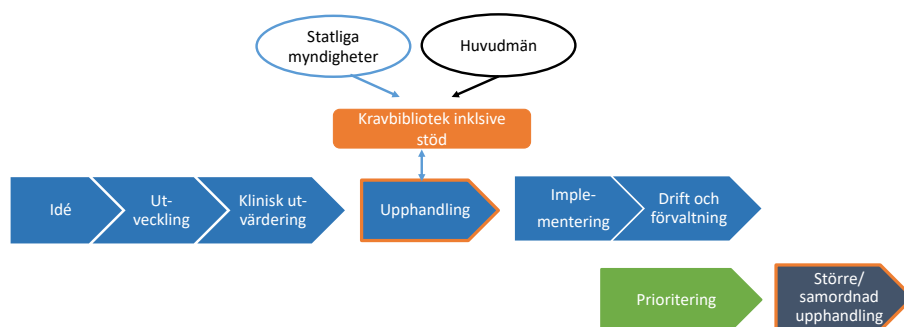 Statliga
myndigheter
Huvudmän
Kravbibliotek inklsive
stöd
Idé
Ut-
veckling
Klinisk ut-
värdering
Upphandling
Imple-
mentering
Drift och
förvaltning
Prioritering
Större/
samordnad
upphandling